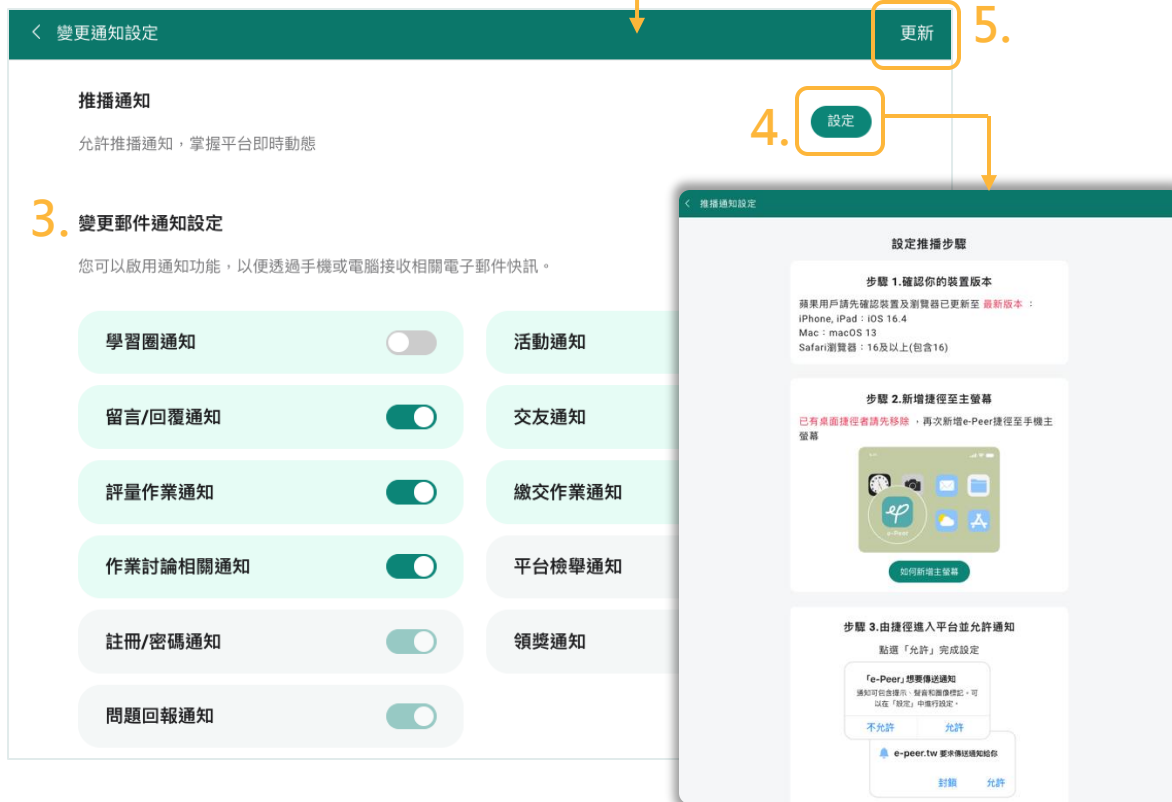 變更通知設定
更新
5.
推播通知
允許推播通知，掌握平台即時動態
4.
設定
3.
變更郵件通知設定
您可以啟用通知功能，以便透過手機或電腦接收相關電子郵件快訊。
學習圈通知
活動通知
留言/回覆通知
交友通知
評量作業通知
繳交作業通知
作業討論相關通知
平台檢舉通知
註冊/密碼通知
領獎通知
問題回報通知
推播通知設定
設定推播步驟
步驟 1.確認你的裝置版本
蘋果用戶請先確認裝置及瀏覽器已更新至 最新版本 ：
iPhone, iPad：iOS 16.4
Mac：macOS 13
Safari瀏覽器：16及以上(包含16)
步驟 2.新增捷徑至主螢幕
已有桌面捷徑者請先移除 ，再次新增e-Peer捷徑至手機主
螢幕
ep
e-Peer
如何新增主螢幕
步驟 3.由捷徑進入平台並允許通知
點選「允許」完成設定
「e-Peer」想要傳送通知
通知可包含提示、聲音和圖像標記。可
以在「設定」中進行設定。
不允許
允許
e-peer.tw 要求傳送通知給你
封鎖
允許